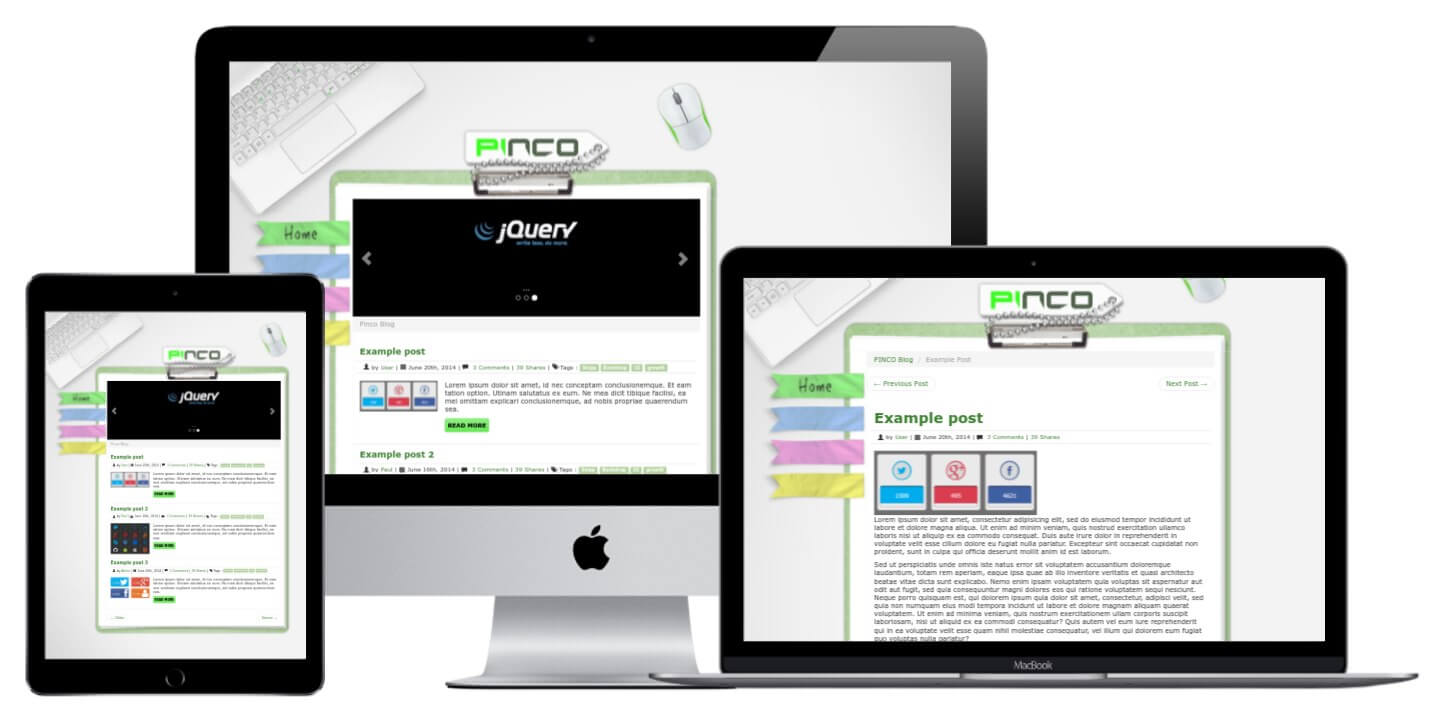 PINCO
Home
jQuery
write less, do more
...
Pinco Blog
Example post
by User | June 20th, 2014 | 3 Comments | 39 Shares | Tags :
Lorem ipsum dolor sit amet, id nec conceptam conclusionemque. Et eam
tation option. Utinam salutatus ex eum. Ne mea dicit tibique facilisi, ea
mei omittam explicari conclusionemque, ad nobis propriae quaerendum
sea.
READ MORE
Example post 2
by Paul | June 16th, 2014 | 3 Comments | 39 Shares | Tags :
PINCO
Home
jQuery
Example post
READ MORE
Example post 2
READ MORE
Example post 3
READ MORE
PINCO
Home
PINCO Blog / Example Post
← Previous Post
Next Post →
Example post
by User | June 20th, 2014 | 3 Comments | 39 Shares
Lorem ipsum dolor sit amet, consectetur adipisicing elit, sed do eiusmod tempor incididunt ut
labore et dolore magna aliqua. Ut enim ad minim veniam, quis nostrud exercitation ullamco
laboris nisi ut aliquip ex ea commodo consequat. Duis aute irure dolor in reprehenderit in
voluptate velit esse cillum dolore eu fugiat nulla pariatur. Excepteur sint occaecat cupidatat non
proident, sunt in culpa qui officia deserunt mollit anim id est laborum.
Sed ut perspiciatis unde omnis iste natus error sit voluptatem accusantium doloremque
laudantium, totam rem aperiam, eaque ipsa quae ab illo inventore veritatis et quasi architecto
beatae vitae dicta sunt explicabo. Nemo enim ipsam voluptatem quia voluptas sit aspernatur aut
odit aut fugit, sed quia consequuntur magni dolores eos qui ratione voluptatem sequi nesciunt.
Neque porro quisquam est, qui dolorem ipsum quia dolor sit amet, consectetur, adipisci velit, sed
quia non numquam eius modi tempora incidunt ut labore et dolore magnam aliquam quaerat
voluptatem. Ut enim ad minima veniam, quis nostrum exercitationem ullam corporis suscipit
laboriosam, nisi ut aliquid ex ea commodi consequatur? Quis autem vel eum iure reprehenderit
qui in ea voluptate velit esse quam nihil molestiae consequatur, vel illum qui dolorem eum fugiat
quo voluptas nulla pariatur?
MacBook